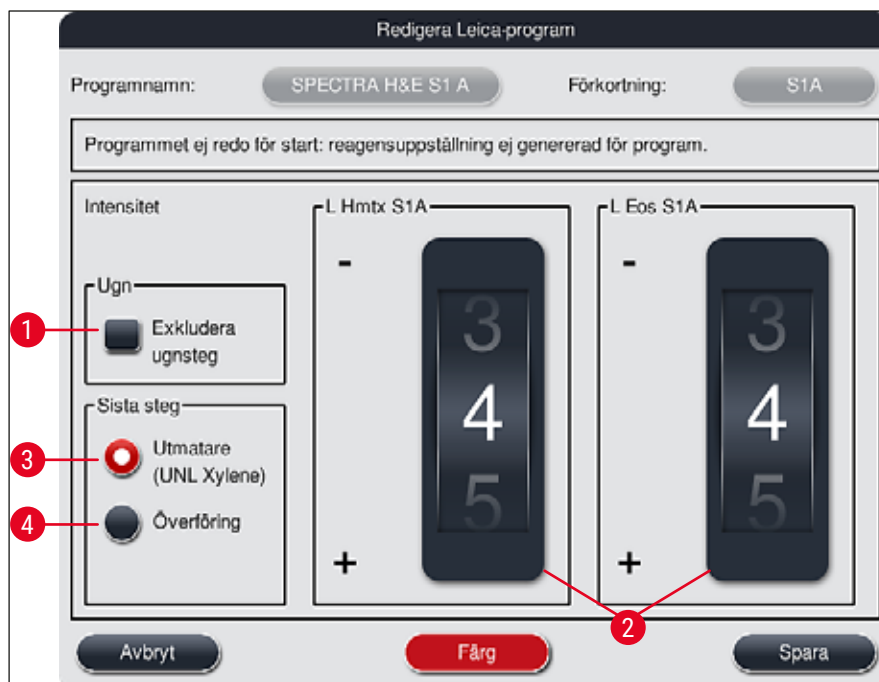 Redigera Leica-program
Programnamn: SPECTRA H&E S1 A Förkortning: S1A
Programmet ej redo för start: reagensuppställning ej genererad för program.
Intensitet
L Hmtx S1A
L Eos S1A
-
-
Ugn
1
Exkludera
ugnsteg
3
3
4
4
5
5
Sista steg
3
Utmatare
(UNL Xylene)
4
Överföring
+
+
2
Avbryt
Färg
Spara